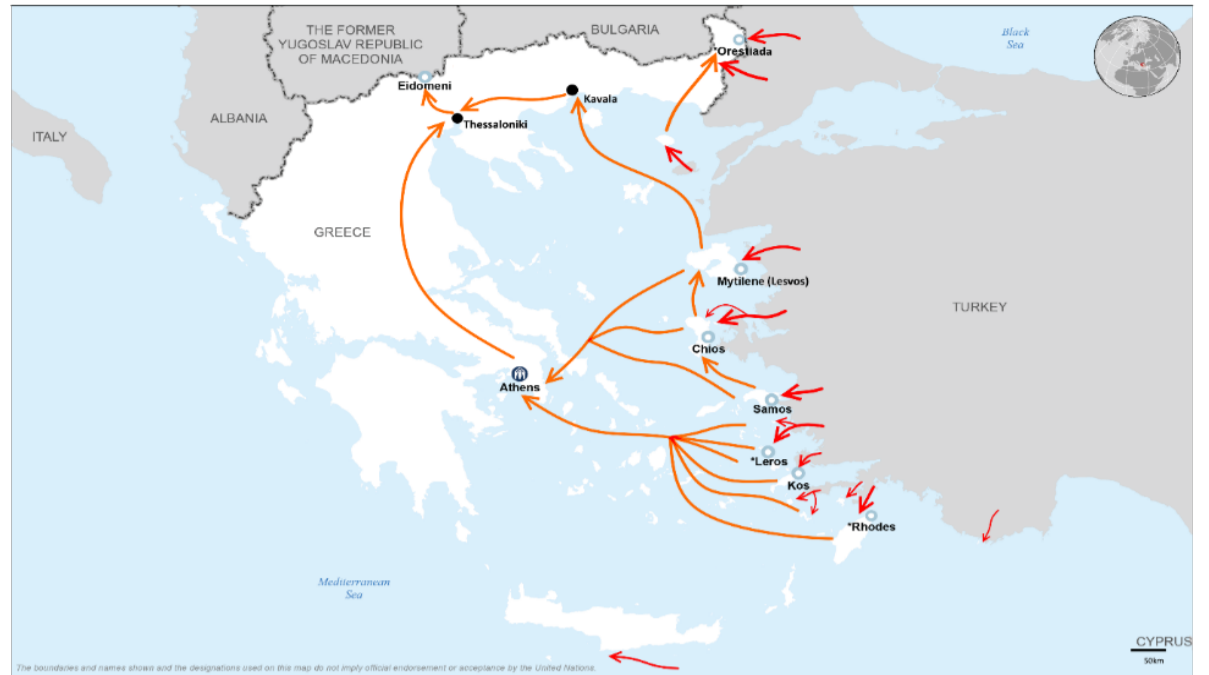 THE FORMER
YUGOSLAV REPUBLIC
OF MACEDONIA
BULGARIA
Black
Sea
*Orestiada
Eidomeni
Kavala
ALBANIA
Thessaloniki
ITALY
GREECE
Mytilene (Lesvos)
TURKEY
Chios
Athens
Samos
*Leros
Kos
*Rhodes
Mediterranean
Sea
CYPRUS
50km
The boundaries and names shown and the designations used on this map do not imply official endorsement or acceptance by the United Nations.